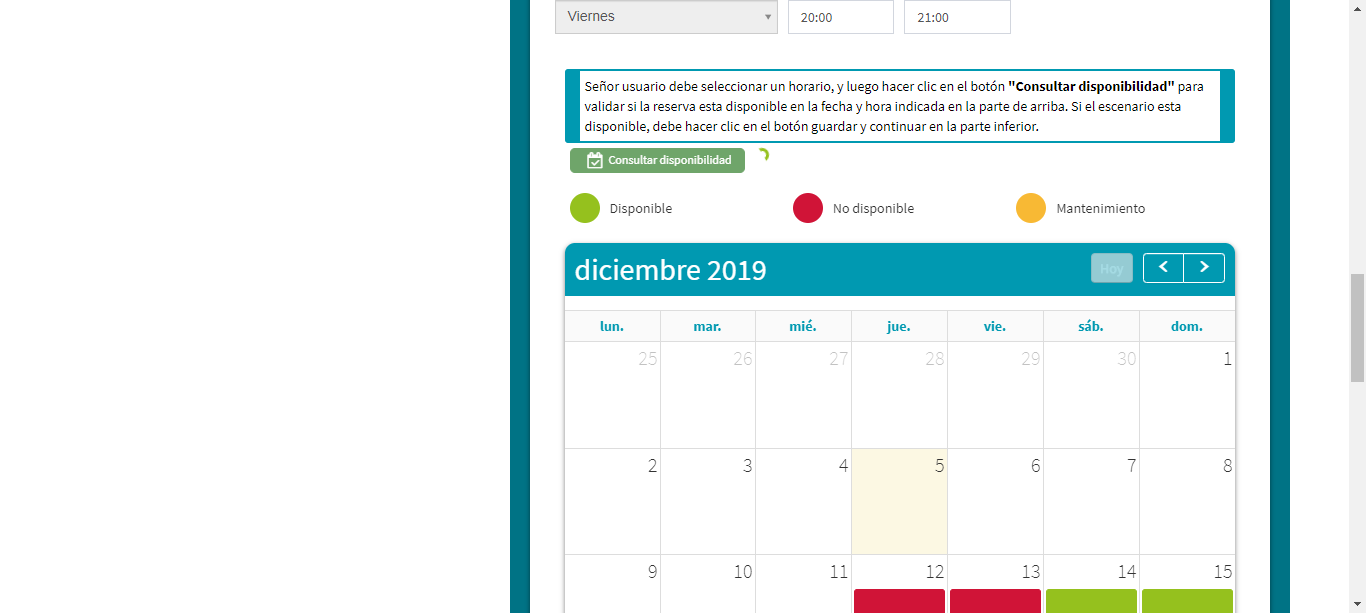 Viernes 20:00 21:00
Señor usuario debe seleccionar un horario, y luego hacer clic en el botón "Consultar disponibilidad" para
validar si la reserva esta disponible en la fecha y hora indicada en la parte de arriba. Si el escenario esta
disponible, debe hacer clic en el botón guardar y continuar en la parte inferior.
Consultar disponibilidad
Disponible No disponible Mantenimiento
diciembre 2019 Hoy
lun. mar. mié. jue. vie. sáb. dom.
25 26 27 28 29 30 1
2 3 4 5 6 7 8
9 10 11 12 13 14 15